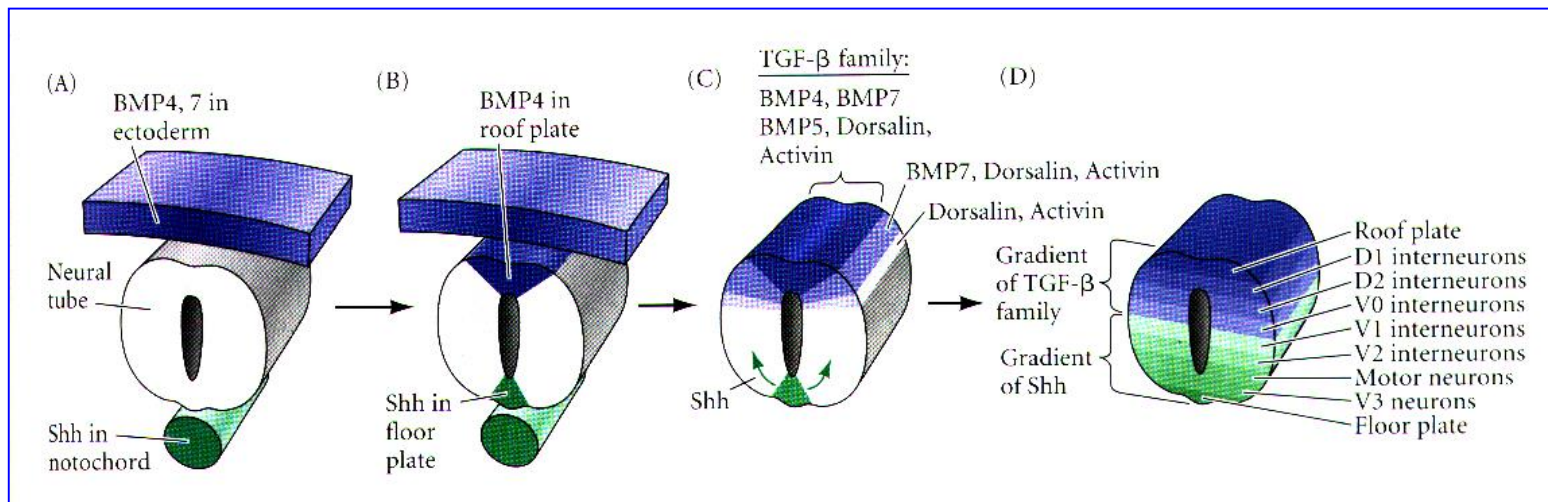 (A)
BMP4, 7 in
ectoderm
Neural
tube
Shh in
notochord
(B)
BMP4 in
roof plate
Shh in
floor
plate
(C)
TGF-β family:
BMP4, BMP7
BMP5, Dorsalin,
Activin
BMP7, Dorsalin, Activin
Dorsalin, Activin
Shh
(D)
Gradient
of TGF-β
family
Gradient
of Shh
Roof plate
D1 interneurons
D2 interneurons
V0 interneurons
V1 interneurons
V2 interneurons
Motor neurons
V3 neurons
Floor plate